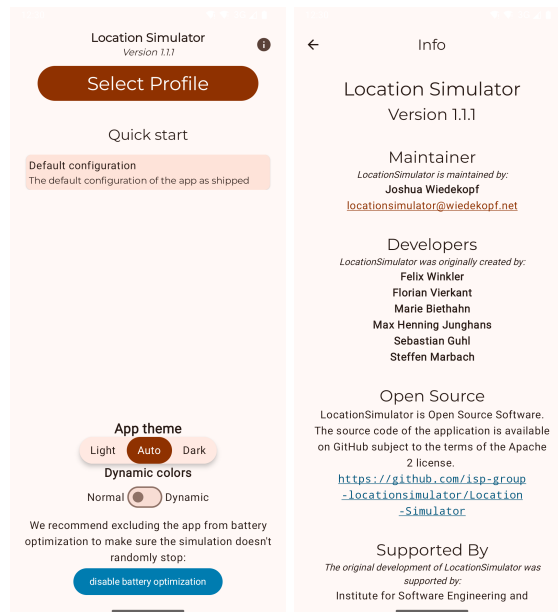 Location Simulator
Version 1.1.1
Select Profile
Quick start
Default configuration
The default configuration of the app as shipped
App theme
Light Auto Dark
Dynamic colors
Normal Dynamic
We recommend excluding the app from battery
optimization to make sure the simulation doesn't
randomly stop:
disable battery optimization
Info
Location Simulator
Version 1.1.1
Maintainer
LocationSimulator is maintained by:
Joshua Wiedekopf
locationsimulator@wiedekopf.net
Developers
LocationSimulator was originally created by:
Felix Winkler
Florian Vierkant
Marie Biethahn
Max Henning Junghans
Sebastian Guhl
Steffen Marbach
Open Source
LocationSimulator is Open Source Software.
The source code of the application is available
on GitHub subject to the terms of the Apache
2 license.
https://github.com/isp-group
-locationsimulator/Location
-Simulator
Supported By
The original development of LocationSimulator was
supported by:
Institute for Software Engineering and